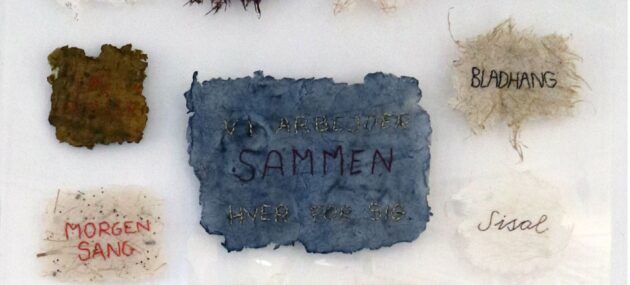 VI ARBEJDER
SAMMEN
HVER FOR SIG.
BLADHANG
MORGEN
SANG
Sisal